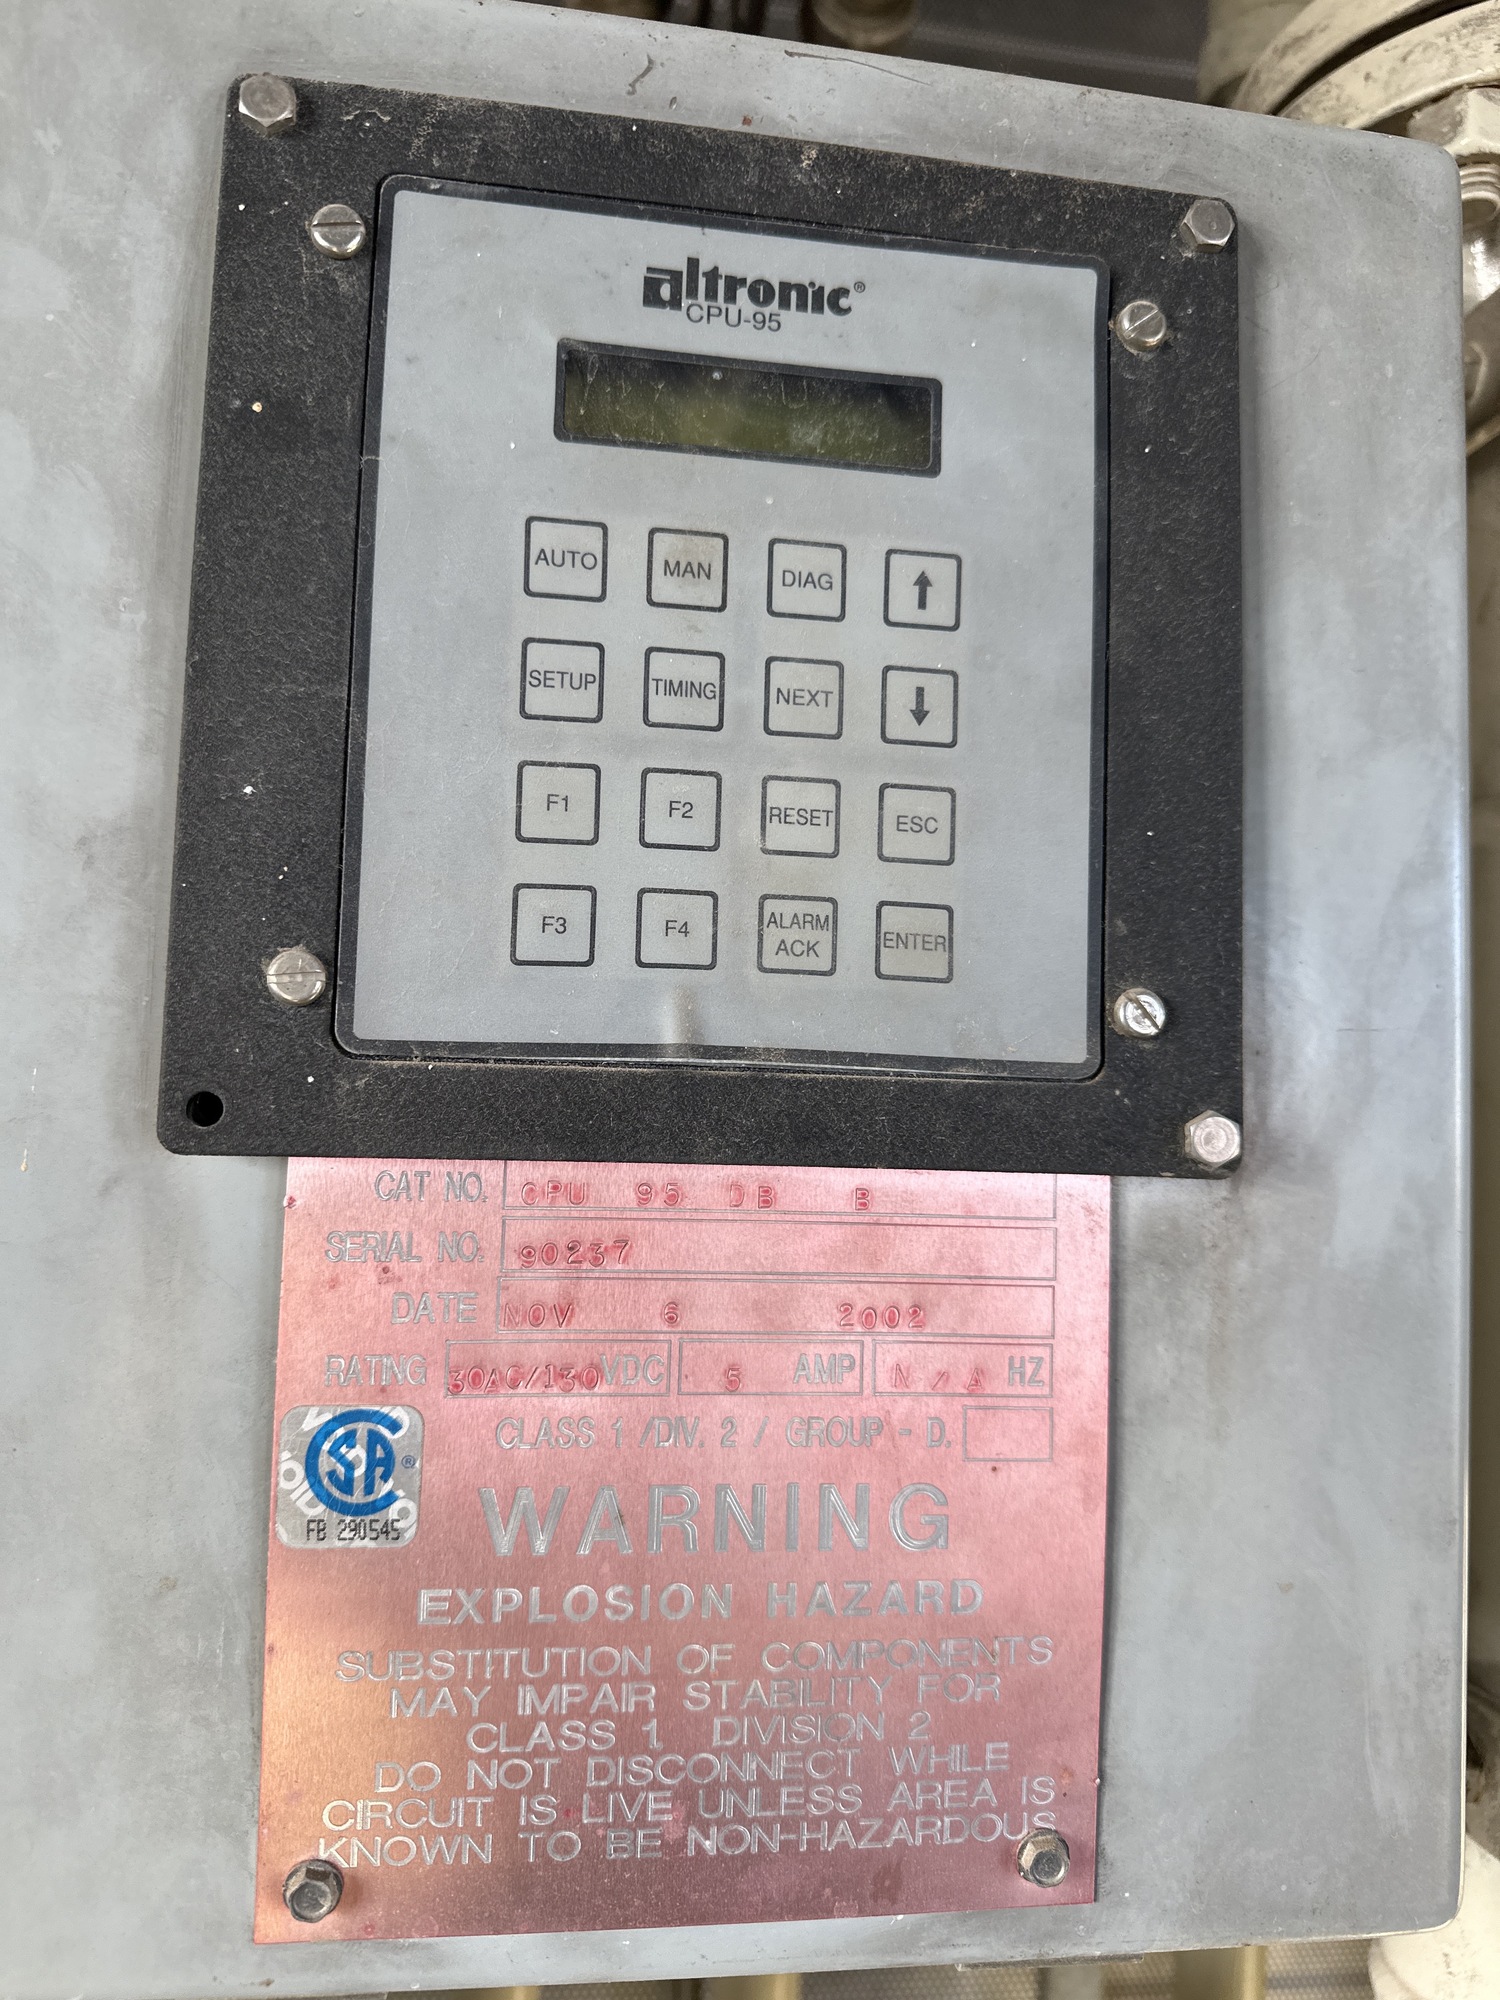 altronic®
CPU-95
AUTO MAN DIAG ↑
SETUP TIMING NEXT ↓
F1 F2 RESET ESC
F3 F4 ALARM ACK ENTER
CAT NO. CPU 95 DB B
SERIAL NO. 90237
DATE NOV 6 2002
RATING 30AC/130 VDC 5 AMP N/A HZ
CLASS 1 / DIV. 2 / GROUP - D.
CSA®
FB 290545
WARNING
EXPLOSION HAZARD
SUBSTITUTION OF COMPONENTS
MAY IMPAIR STABILITY FOR
CLASS 1, DIVISION 2
DO NOT DISCONNECT WHILE
CIRCUIT IS LIVE UNLESS AREA IS
KNOWN TO BE NON-HAZARDOUS